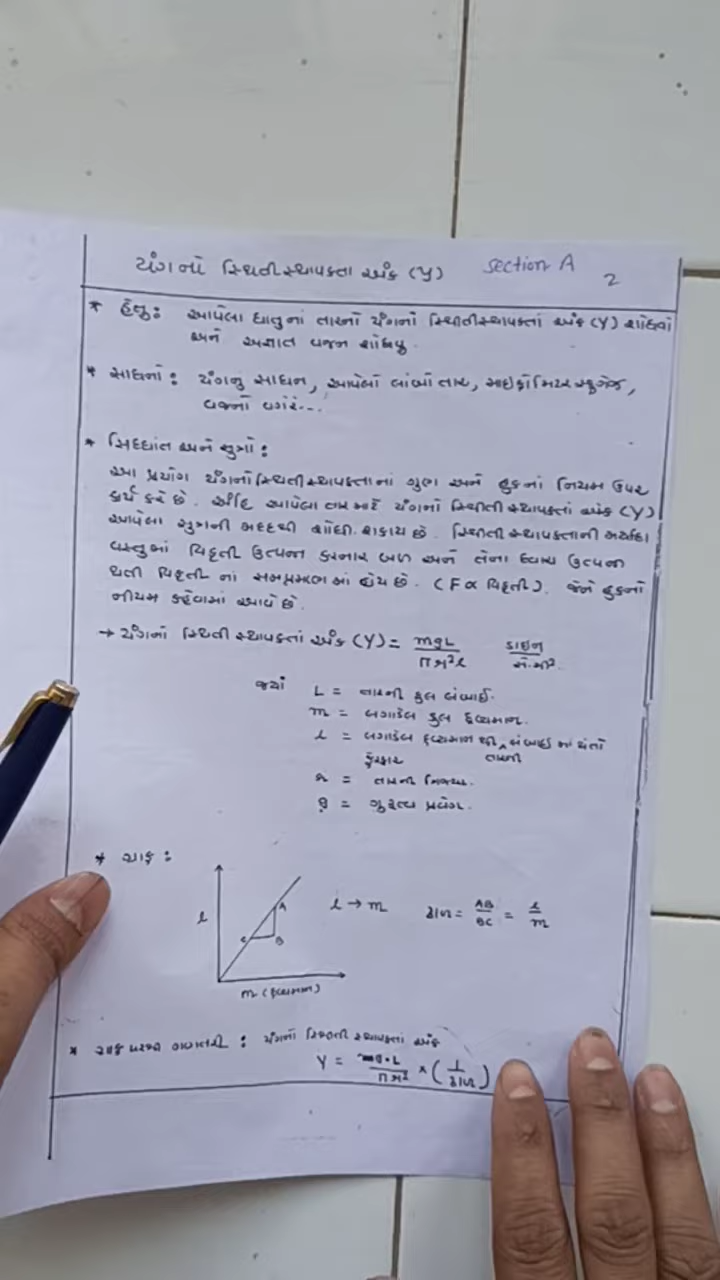 યંગનો સ્થિતીસ્થાપકતા અંક (Y) Section A 2
* હેતુ: આપેલા ધાતુનાં તારનો યંગનો સ્થિતીસ્થાપકતાં અંક (Y) શોધવો
અને અજ્ઞાત વજન શોધવુ.
* સાધનો: યંગનુ સાધન, આપેલો લાંબો તાર, માઇક્રોમિટર સ્ક્રુગેજ,
વજનો વગેરે...
* સિધ્ધાંત અને સુત્રો:
આ પ્રયોગ યંગનો સ્થિતીસ્થાપકતાનાં ગુણ અને હુકનાં નિયમ ઉપર
કાર્ય કરે છે. અહિં આપેલા તાર માટે યંગનો સ્થિતી સ્થાપકતાં અંક (Y)
આપેલા સુત્રની મદદથી શોધી શકાય છે. સ્થિતી સ્થાપકતાની મર્યાદા
વસ્તુમાં વિકૃતી ઉત્પન્ન કરનાર બળ અને તેના દ્વારા ઉત્પન્ન
થતી વિકૃતી નાં સમપ્રમાણમાં હોય છે. (F ∝ વિકૃતી). જેને હુકનો
નીયમ કહેવામાં આવે છે.
→ યંગનો સ્થિતી સ્થાપકતાં અંક (Y) = mgL / πr²l ડાઇન / સે.મી²
જ્યાં L = તારની કુલ લંબાઈ.
m = લગાડેલ કુલ દ્રવ્યમાન.
l = લગાડેલ દ્રવ્યમાન થી તારની લંબાઈ માં થતો
ફેરફાર
r = તારની ત્રિજ્યા.
g = ગુરુત્વ પ્રવેગ.
* ગ્રાફ:
l A B C l → m ઢાળ = AB / BC = l / m
m (દ્રવ્યમાન)
* ગ્રાફ પરથી ગણતરી: યંગનો સ્થિતી સ્થાપકતાં અંક
Y = g.L / πr² × (1 / ઢાળ)